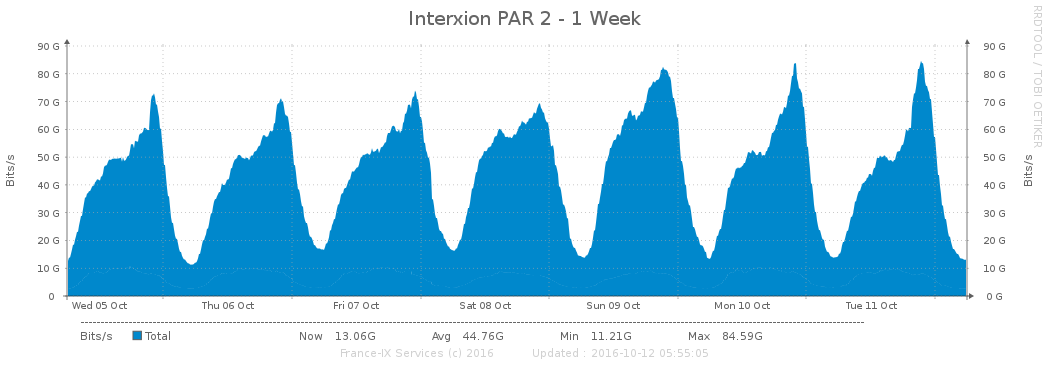 Interxion PAR 2 - 1 Week
RRDTOOL / TOBI OETIKER
90 G 90 G
80 G 80 G
70 G 70 G
60 G 60 G
50 G 50 G
40 G 40 G
30 G 30 G
20 G 20 G
10 G 10 G
0 0 G
Bits/s
Bits/s
Wed 05 Oct Thu 06 Oct Fri 07 Oct Sat 08 Oct Sun 09 Oct Mon 10 Oct Tue 11 Oct
Bits/s Total Now 13.06G Avg 44.76G Min 11.21G Max 84.59G
France-IX Services (c) 2016 Updated : 2016-10-12 05:55:05